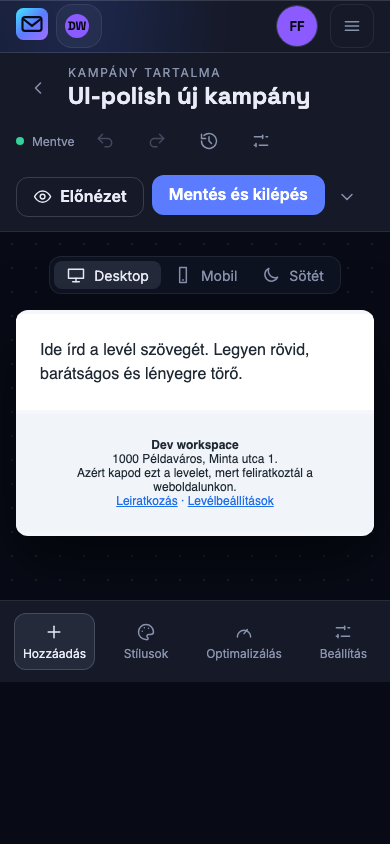 DW
FF
KAMPÁNY TARTALMA
UI-polish új kampány
Mentve
Előnézet
Mentés és kilépés
Desktop
Mobil
Sötét
Ide írd a levél szövegét. Legyen rövid,
barátságos és lényegre törő.
Dev workspace
1000 Példaváros, Minta utca 1.
Azért kapod ezt a levelet, mert feliratkoztál a
weboldalunkon.
Leiratkozás · Levélbeállítások
Hozzáadás
Stílusok
Optimalizálás
Beállítás